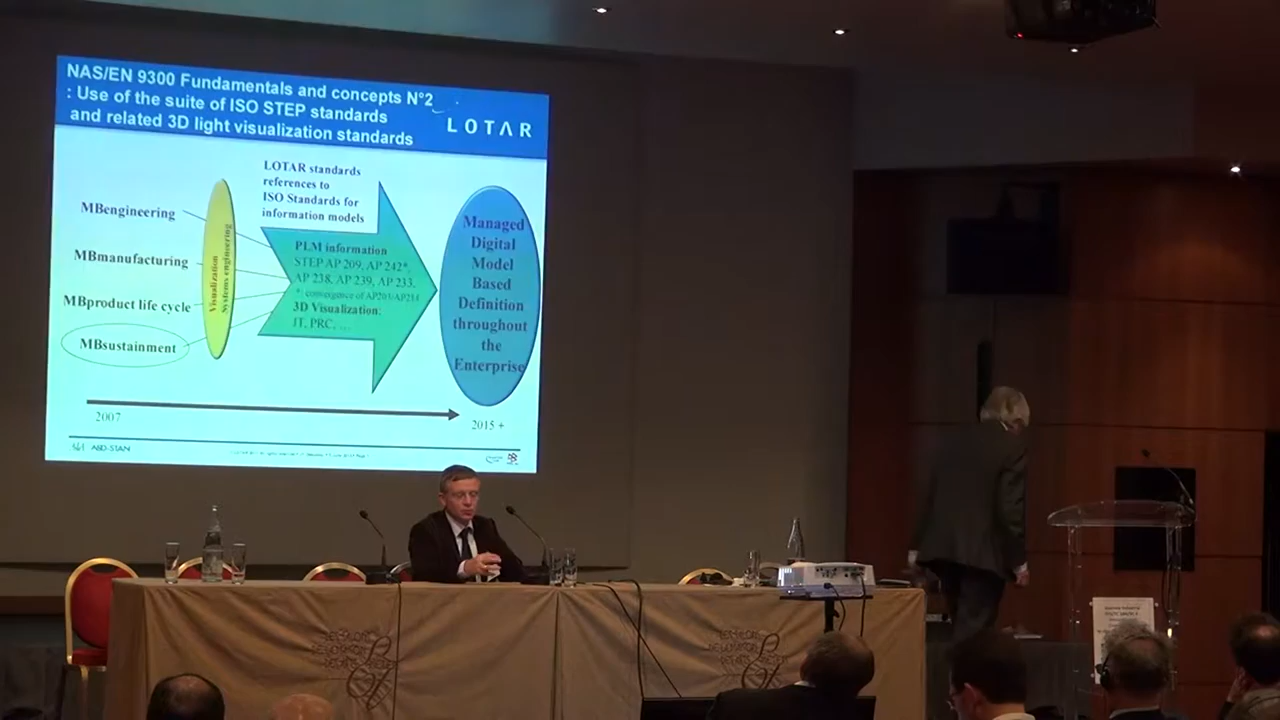 NAS/EN 9300 Fundamentals and concepts N°2
: Use of the suite of ISO STEP standards
and related 3D light visualization standards
LOTAR
LOTAR standards
references to
ISO Standards for
information models
MBengineering
MBmanufacturing
MBproduct life cycle
MBsustainment
Visualization
Systems engineering
PLM information
STEP AP 209, AP 242*,
AP 238, AP 239, AP 233,
*: convergence of AP203/AP214
3D Visualization:
JT, PRC, ...
Managed
Digital
Model
Based
Definition
throughout
the
Enterprise
2007
2015 +
ASD-STAN